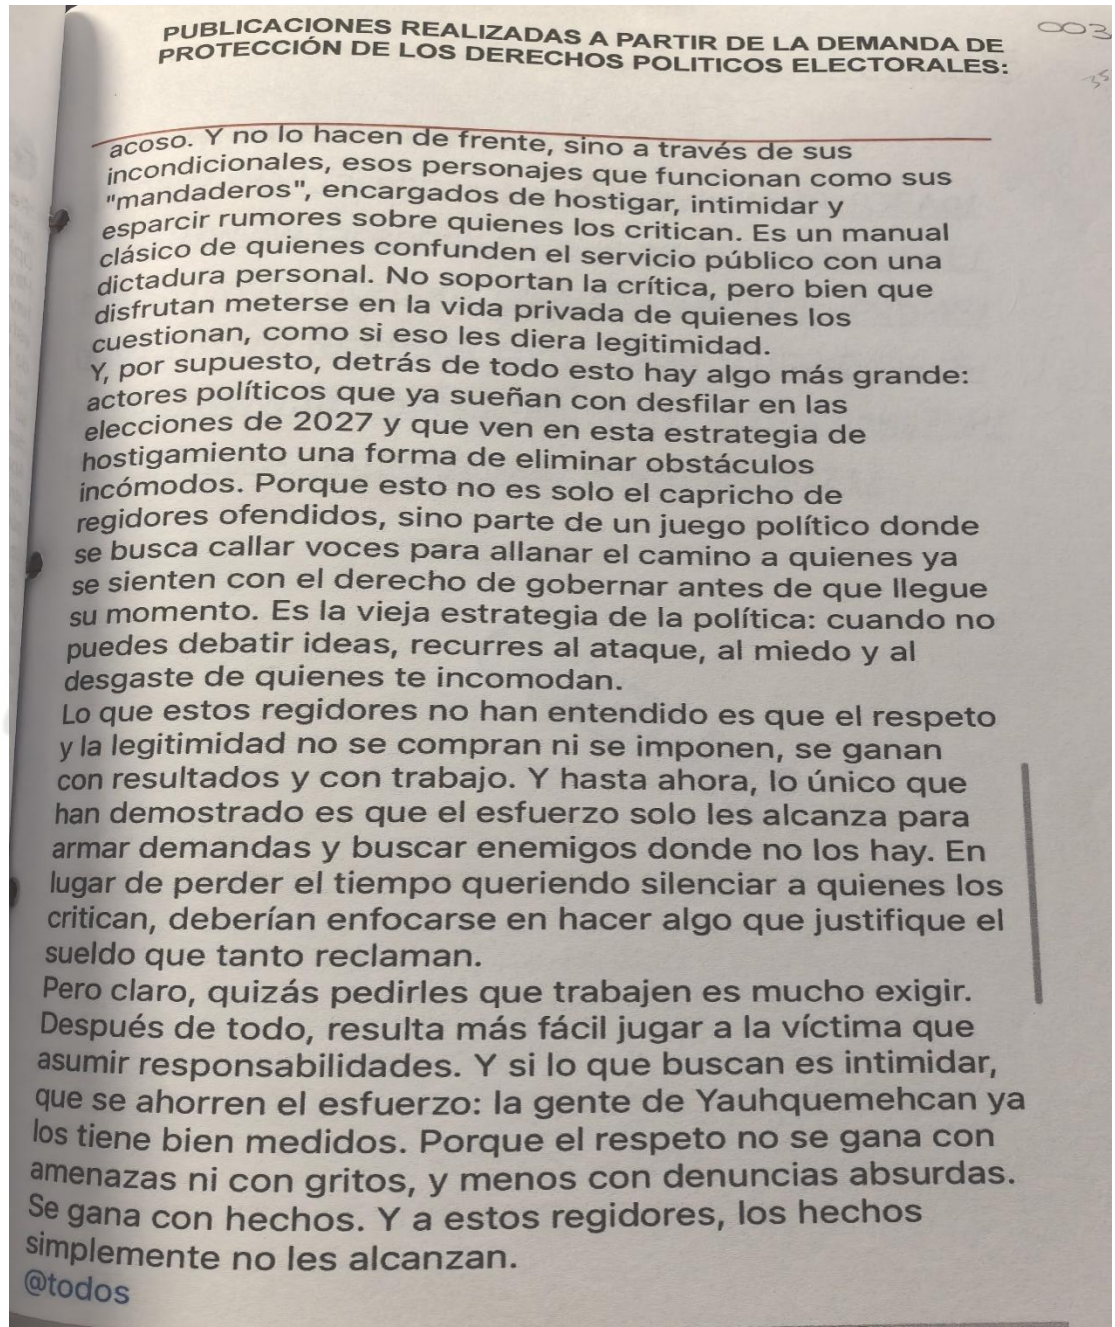 PUBLICACIONES REALIZADAS A PARTIR DE LA DEMANDA DE
PROTECCIÓN DE LOS DERECHOS POLITICOS ELECTORALES:
003
35
acoso. Y no lo hacen de frente, sino a través de sus
incondicionales, esos personajes que funcionan como sus
"mandaderos", encargados de hostigar, intimidar y
esparcir rumores sobre quienes los critican. Es un manual
clásico de quienes confunden el servicio público con una
dictadura personal. No soportan la crítica, pero bien que
disfrutan meterse en la vida privada de quienes los
cuestionan, como si eso les diera legitimidad.
Y, por supuesto, detrás de todo esto hay algo más grande:
actores políticos que ya sueñan con desfilar en las
elecciones de 2027 y que ven en esta estrategia de
hostigamiento una forma de eliminar obstáculos
incómodos. Porque esto no es solo el capricho de
regidores ofendidos, sino parte de un juego político donde
se busca callar voces para allanar el camino a quienes ya
se sienten con el derecho de gobernar antes de que llegue
su momento. Es la vieja estrategia de la política: cuando no
puedes debatir ideas, recurres al ataque, al miedo y al
desgaste de quienes te incomodan.
Lo que estos regidores no han entendido es que el respeto
y la legitimidad no se compran ni se imponen, se ganan
con resultados y con trabajo. Y hasta ahora, lo único que
han demostrado es que el esfuerzo solo les alcanza para
armar demandas y buscar enemigos donde no los hay. En
lugar de perder el tiempo queriendo silenciar a quienes los
critican, deberían enfocarse en hacer algo que justifique el
sueldo que tanto reclaman.
Pero claro, quizás pedirles que trabajen es mucho exigir.
Después de todo, resulta más fácil jugar a la víctima que
asumir responsabilidades. Y si lo que buscan es intimidar,
que se ahorren el esfuerzo: la gente de Yauhquemehcan ya
los tiene bien medidos. Porque el respeto no se gana con
amenazas ni con gritos, y menos con denuncias absurdas.
Se gana con hechos. Y a estos regidores, los hechos
simplemente no les alcanzan.
@todos